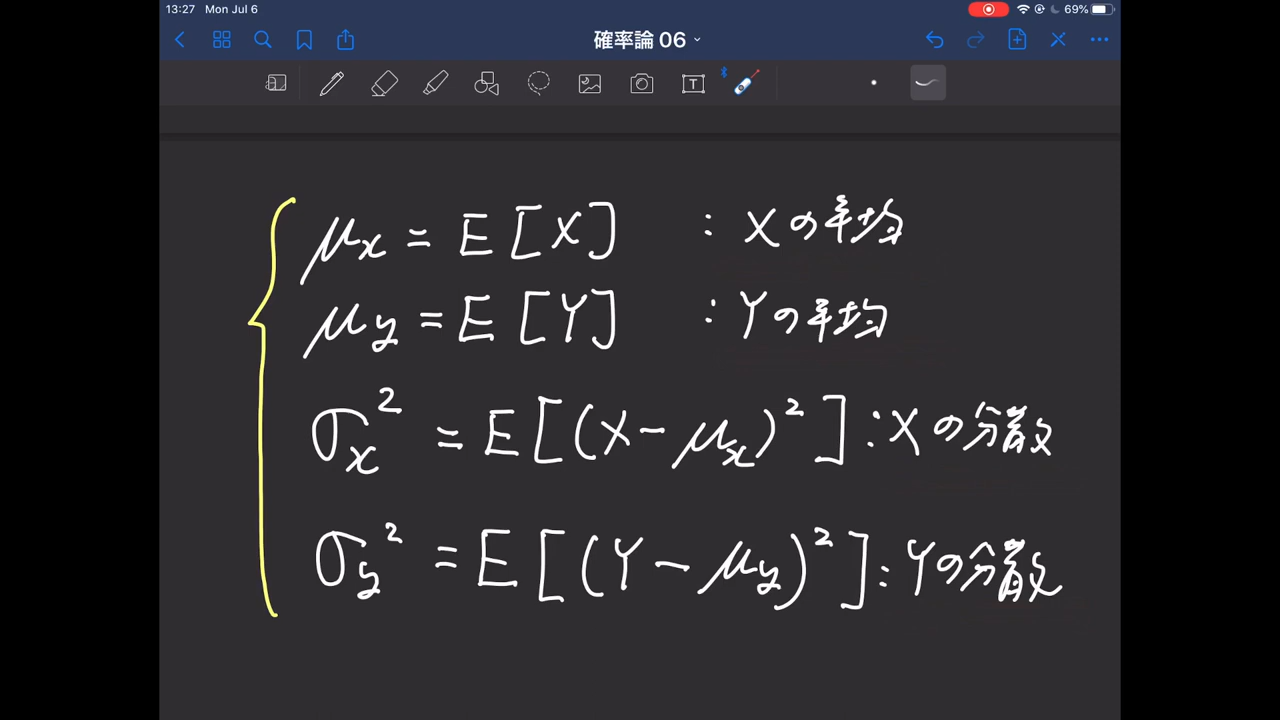 13:27 Mon Jul 6
69%
確率論 06
T
μx = E[X] : Xの平均
μy = E[Y] : Yの平均
σx² = E[(X-μx)²] : Xの分散
σy² = E[(Y-μy)²] : Yの分散